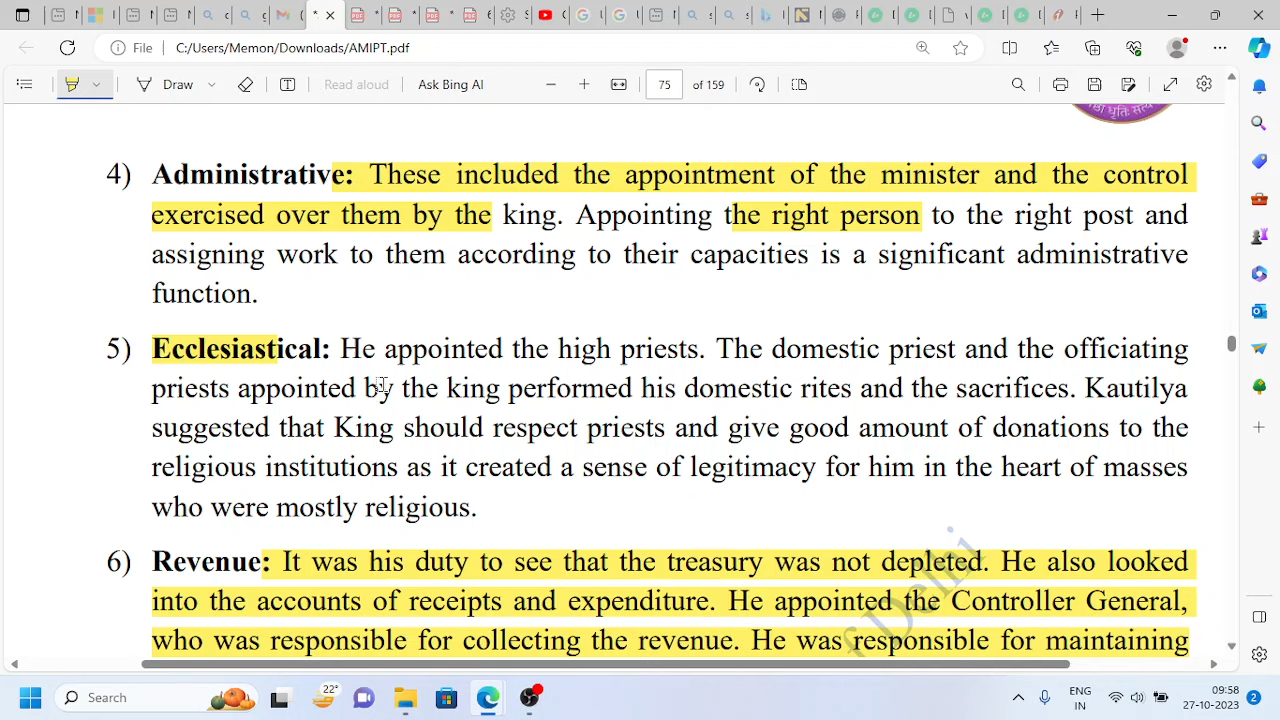 File
C:/Users/Memon/Downloads/AMIPT.pdf
Draw
Read aloud
Ask Bing AI
75 of 159
4) Administrative: These included the appointment of the minister and the control
exercised over them by the king. Appointing the right person to the right post and
assigning work to them according to their capacities is a significant administrative
function.
5) Ecclesiastical: He appointed the high priests. The domestic priest and the officiating
priests appointed by the king performed his domestic rites and the sacrifices. Kautilya
suggested that King should respect priests and give good amount of donations to the
religious institutions as it created a sense of legitimacy for him in the heart of masses
who were mostly religious.
6) Revenue: It was his duty to see that the treasury was not depleted. He also looked
into the accounts of receipts and expenditure. He appointed the Controller General,
who was responsible for collecting the revenue. He was responsible for maintaining
f Delhi
Search
22°
ENG
IN
09:58
27-10-2023
2